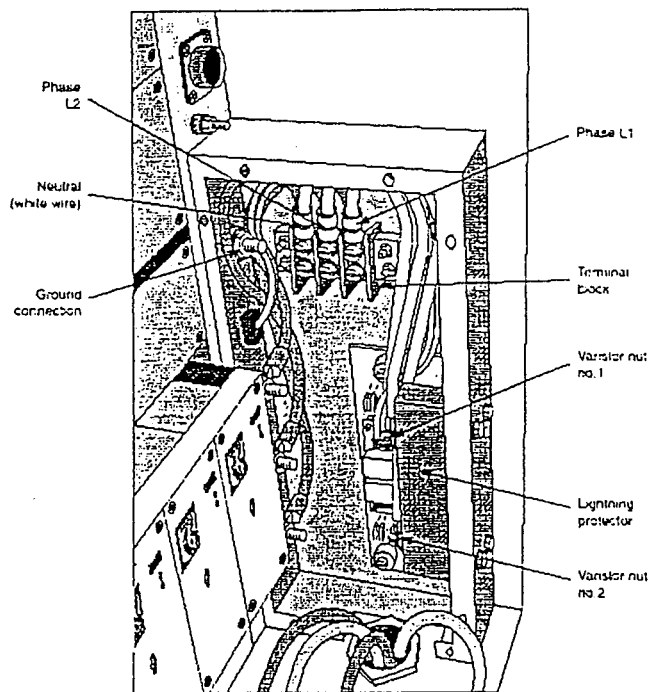 Phase
L2
Neutral
(white wire)
Ground
connection
Phase L1
Terminal
block
Varistor nut
no.1
Lightning
protector
Varistor nut
no.2